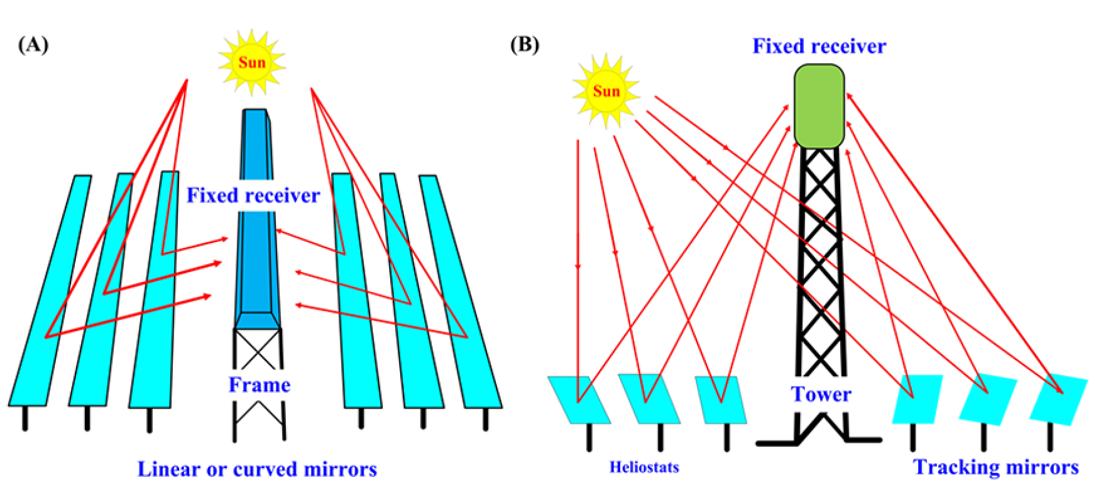 (A)
Sun
Fixed receiver
Frame
Linear or curved mirrors
(B)
Fixed receiver
Sun
Tower
Heliostats
Tracking mirrors